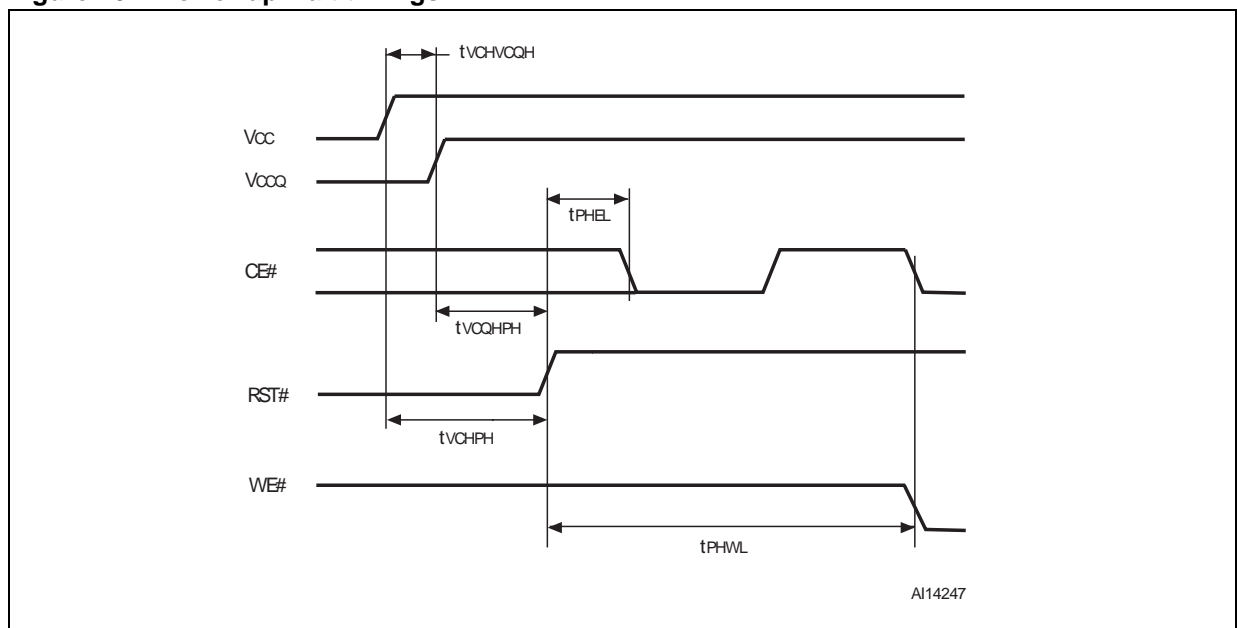 tVCHVCQH
VCC
VCCQ
tPHEL
CE#
tVCQHPH
RST#
tVCHPH
WE#
tPHWL
AI14247